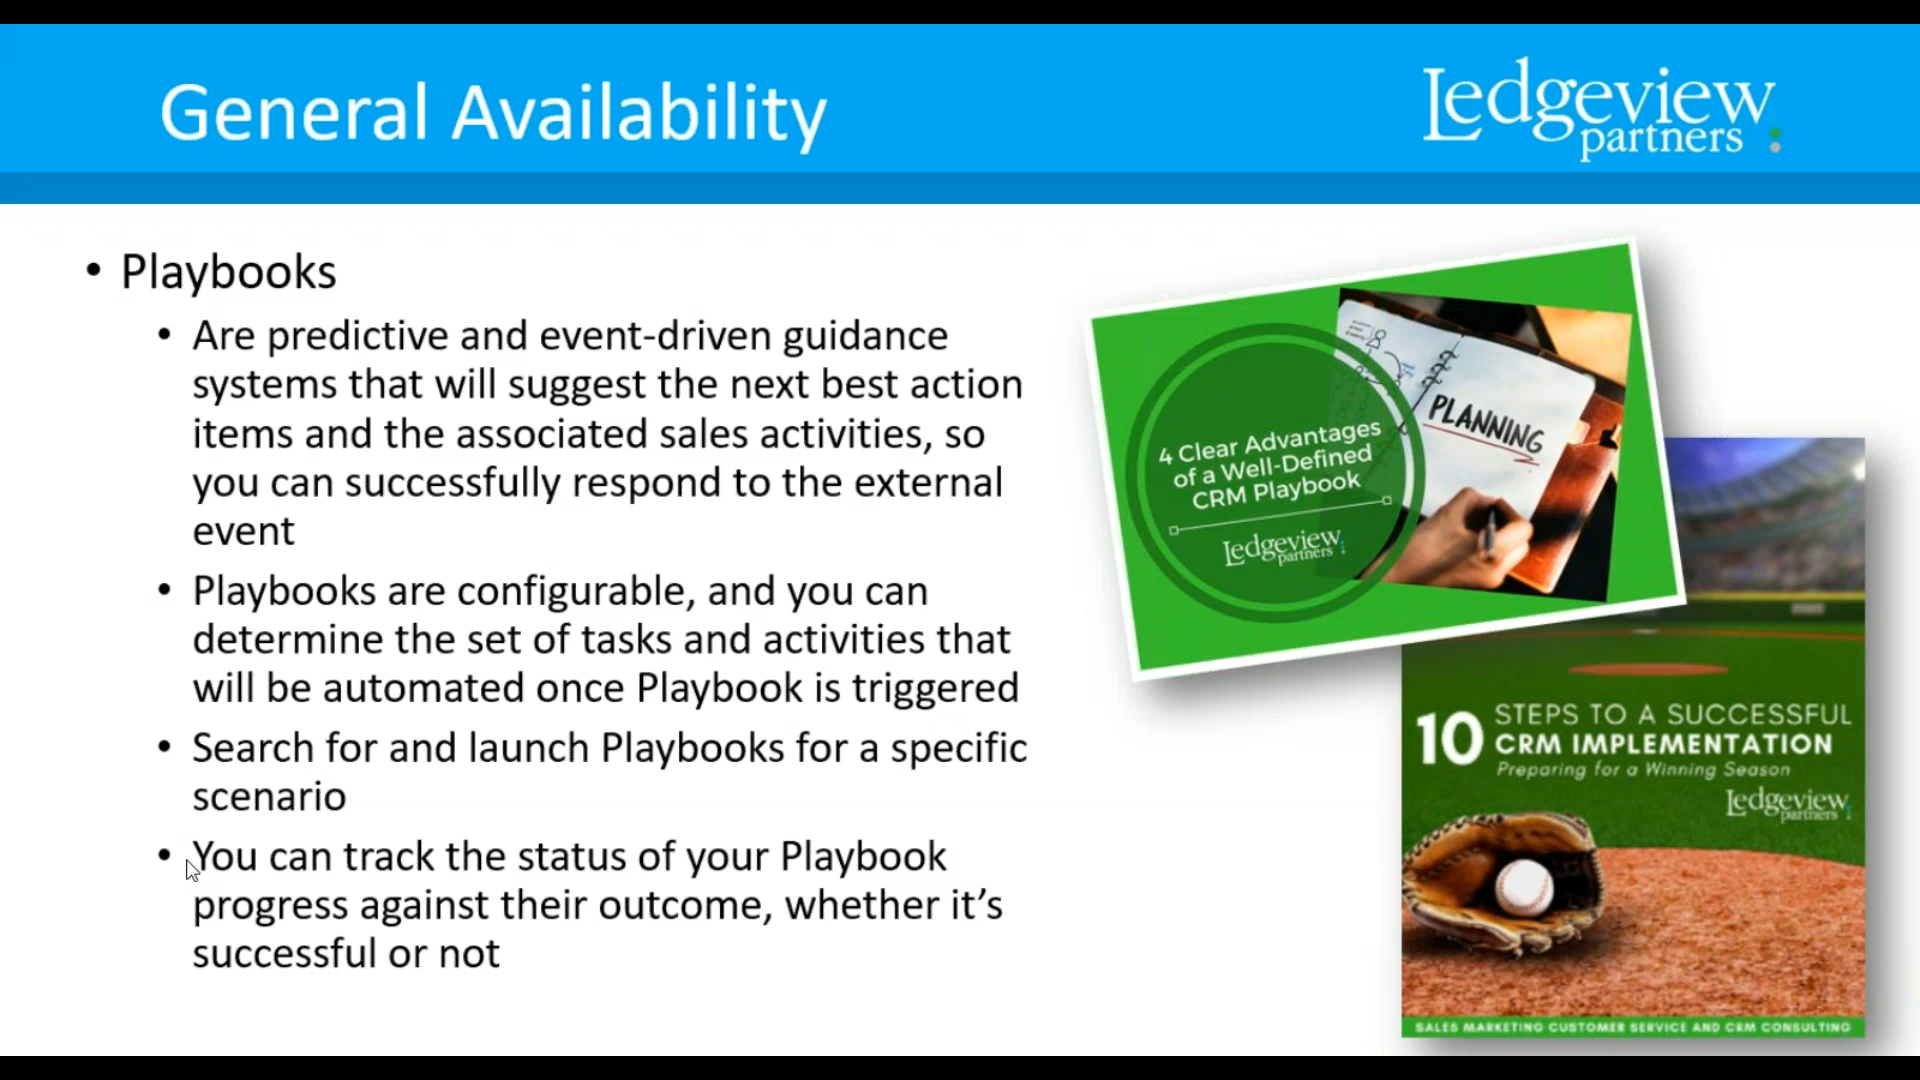 General Availability
Ledgeview
partners
• Playbooks
• Are predictive and event-driven guidance
systems that will suggest the next best action
items and the associated sales activities, so
you can successfully respond to the external
event
• Playbooks are configurable, and you can
determine the set of tasks and activities that
will be automated once Playbook is triggered
• Search for and launch Playbooks for a specific
scenario
• You can track the status of your Playbook
progress against their outcome, whether it’s
successful or not
4 Clear Advantages
of a Well-Defined
CRM Playbook
Ledgeview
partners
PLANNING
10 STEPS TO A SUCCESSFUL
CRM IMPLEMENTATION
Preparing for a Winning Season
Ledgeview
partners
SALES MARKETING CUSTOMER SERVICE AND CRM CONSULTING